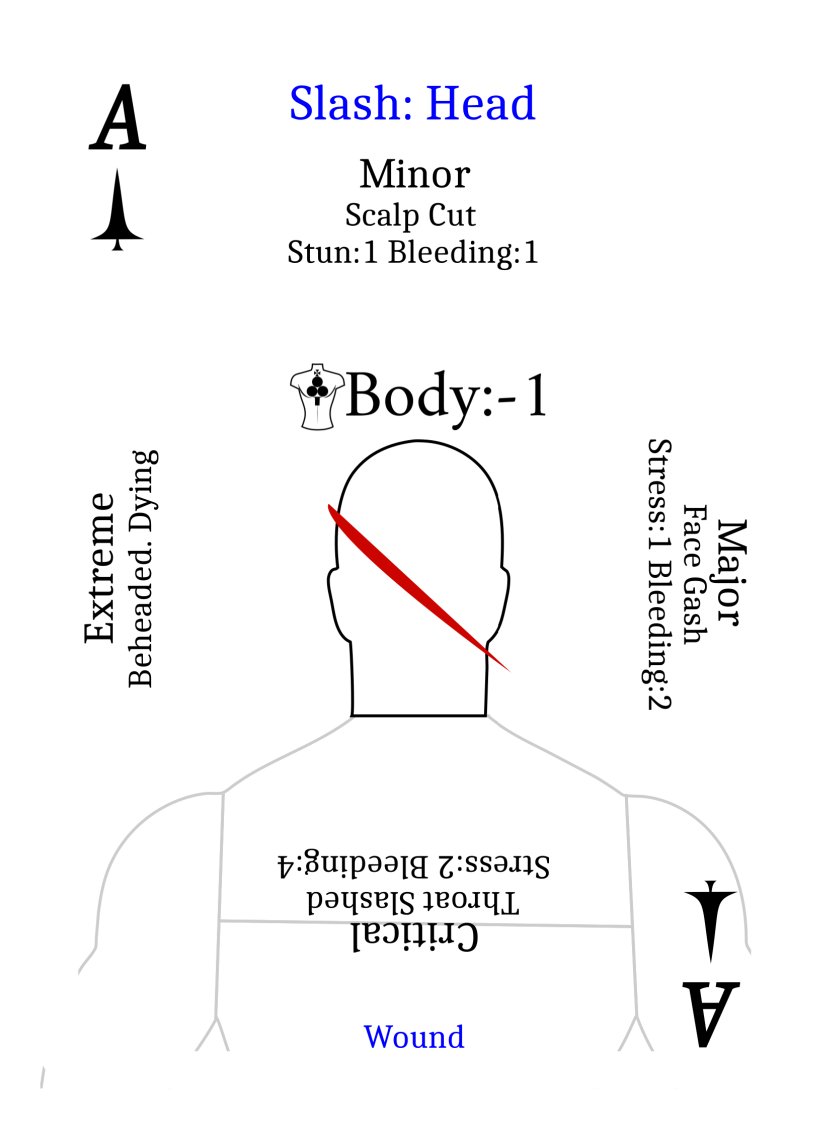 A
Slash: Head
Minor
Scalp Cut
Stun:1 Bleeding:1
Body:-1
Extreme
Beheaded. Dying
Major
Face Gash
Stress:1 Bleeding:2
Critical
Throat Slashed
Stress:2 Bleeding:4
Wound
A